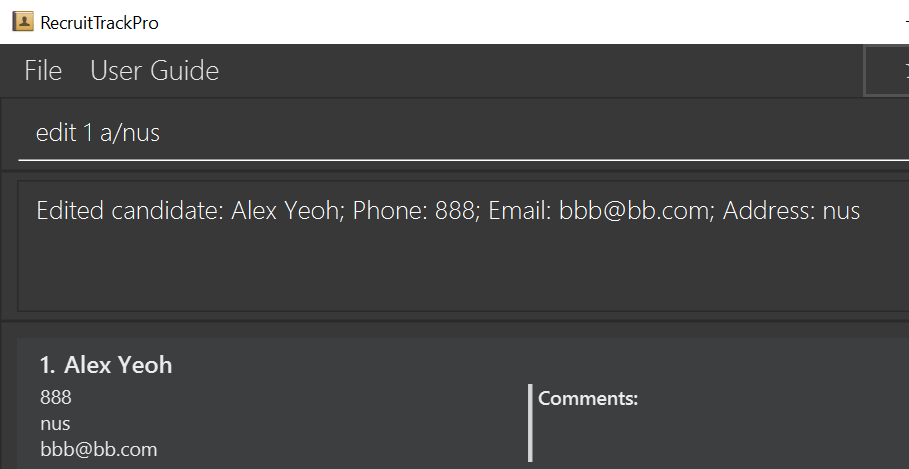 RecruitTrackPro
File User Guide
edit 1 a/nus
Edited candidate: Alex Yeoh; Phone: 888; Email: bbb@bb.com; Address: nus
1. Alex Yeoh
888
Comments:
nus
bbb@bb.com